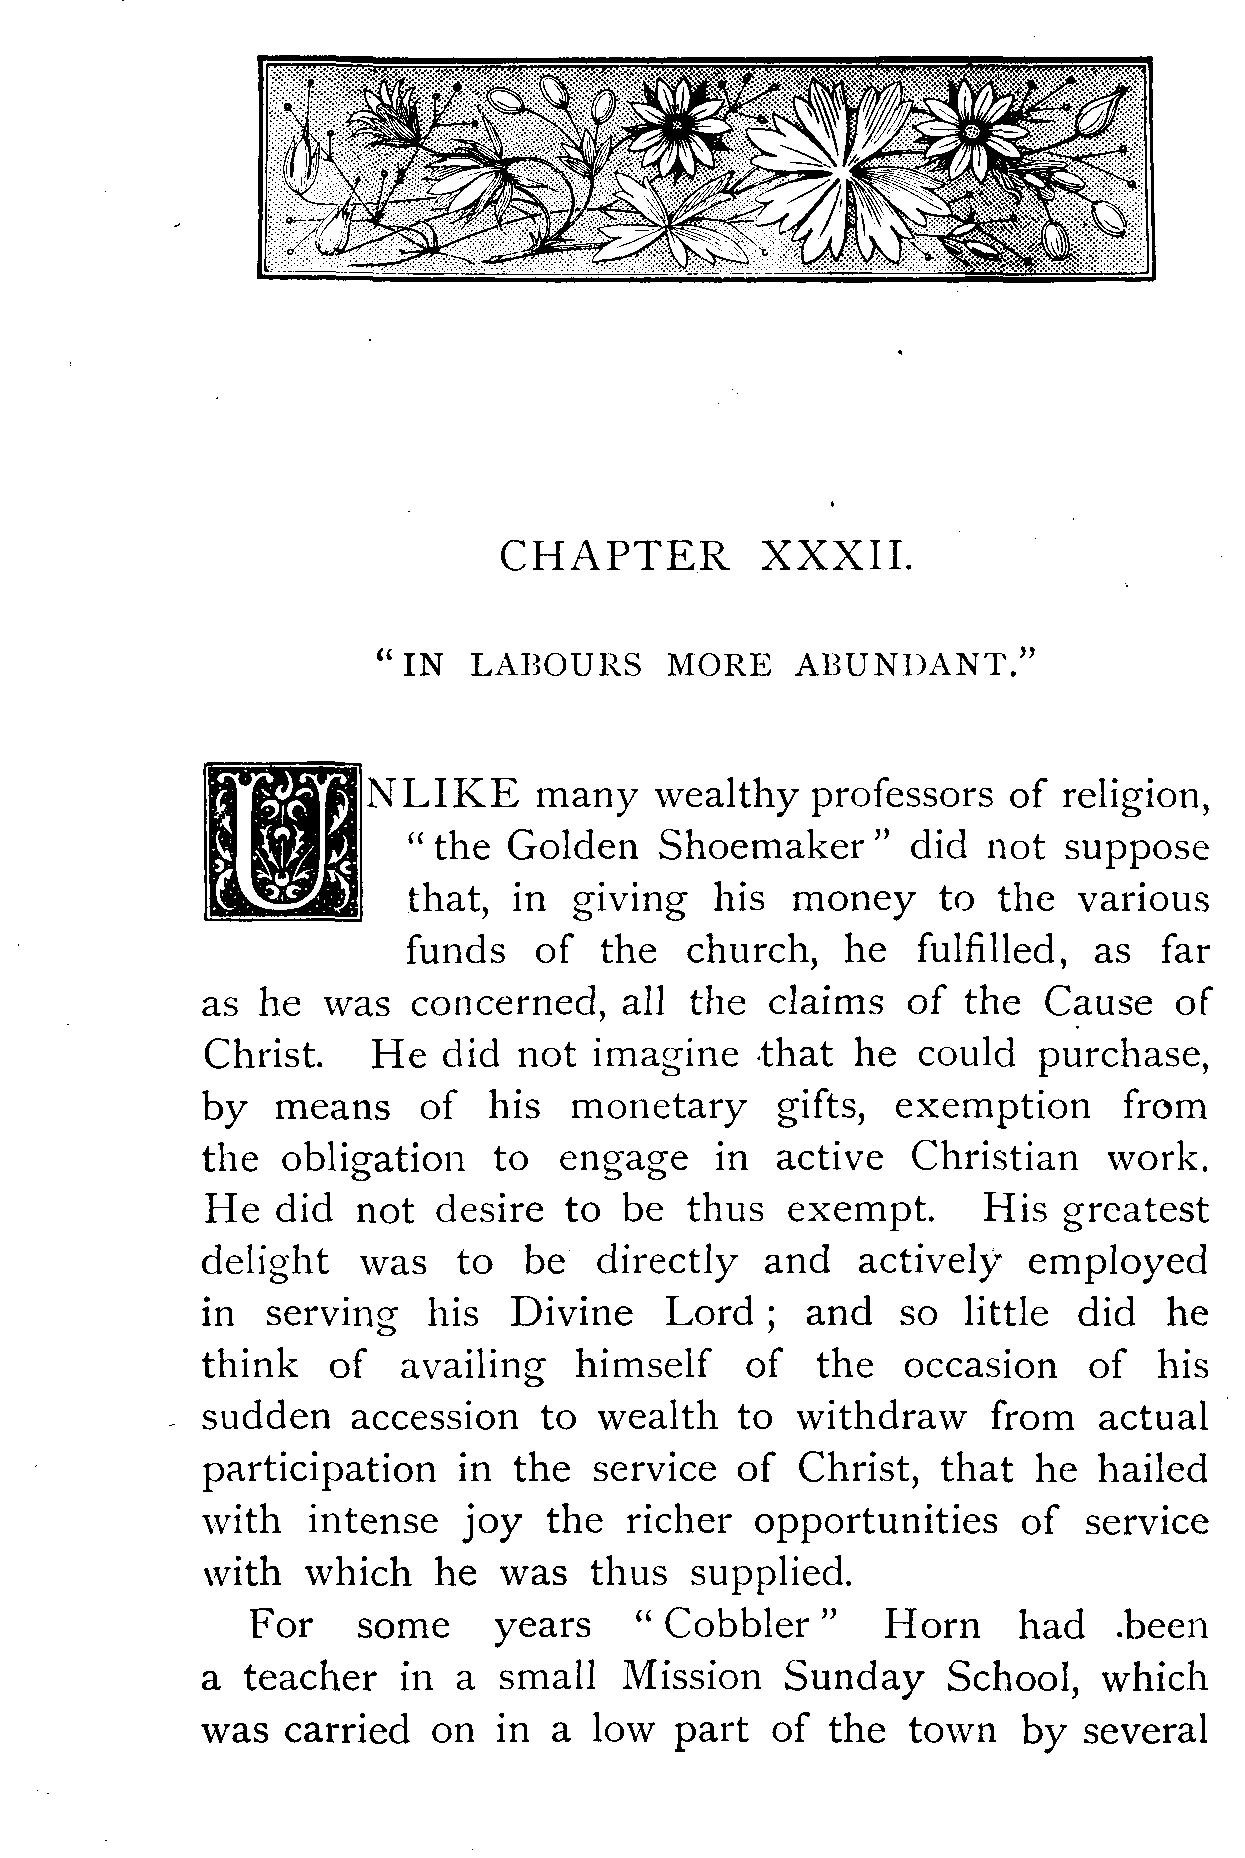 CHAPTER XXXII.
“IN LABOURS MORE ABUNDANT.”
UNLIKE many wealthy professors of religion,
“the Golden Shoemaker” did not suppose
that, in giving his money to the various
funds of the church, he fulfilled, as far
as he was concerned, all the claims of the Cause of
Christ. He did not imagine that he could purchase,
by means of his monetary gifts, exemption from
the obligation to engage in active Christian work.
He did not desire to be thus exempt. His greatest
delight was to be directly and actively employed
in serving his Divine Lord; and so little did he
think of availing himself of the occasion of his
sudden accession to wealth to withdraw from actual
participation in the service of Christ, that he hailed
with intense joy the richer opportunities of service
with which he was thus supplied.
For some years “Cobbler” Horn had been
a teacher in a small Mission Sunday School, which
was carried on in a low part of the town by several